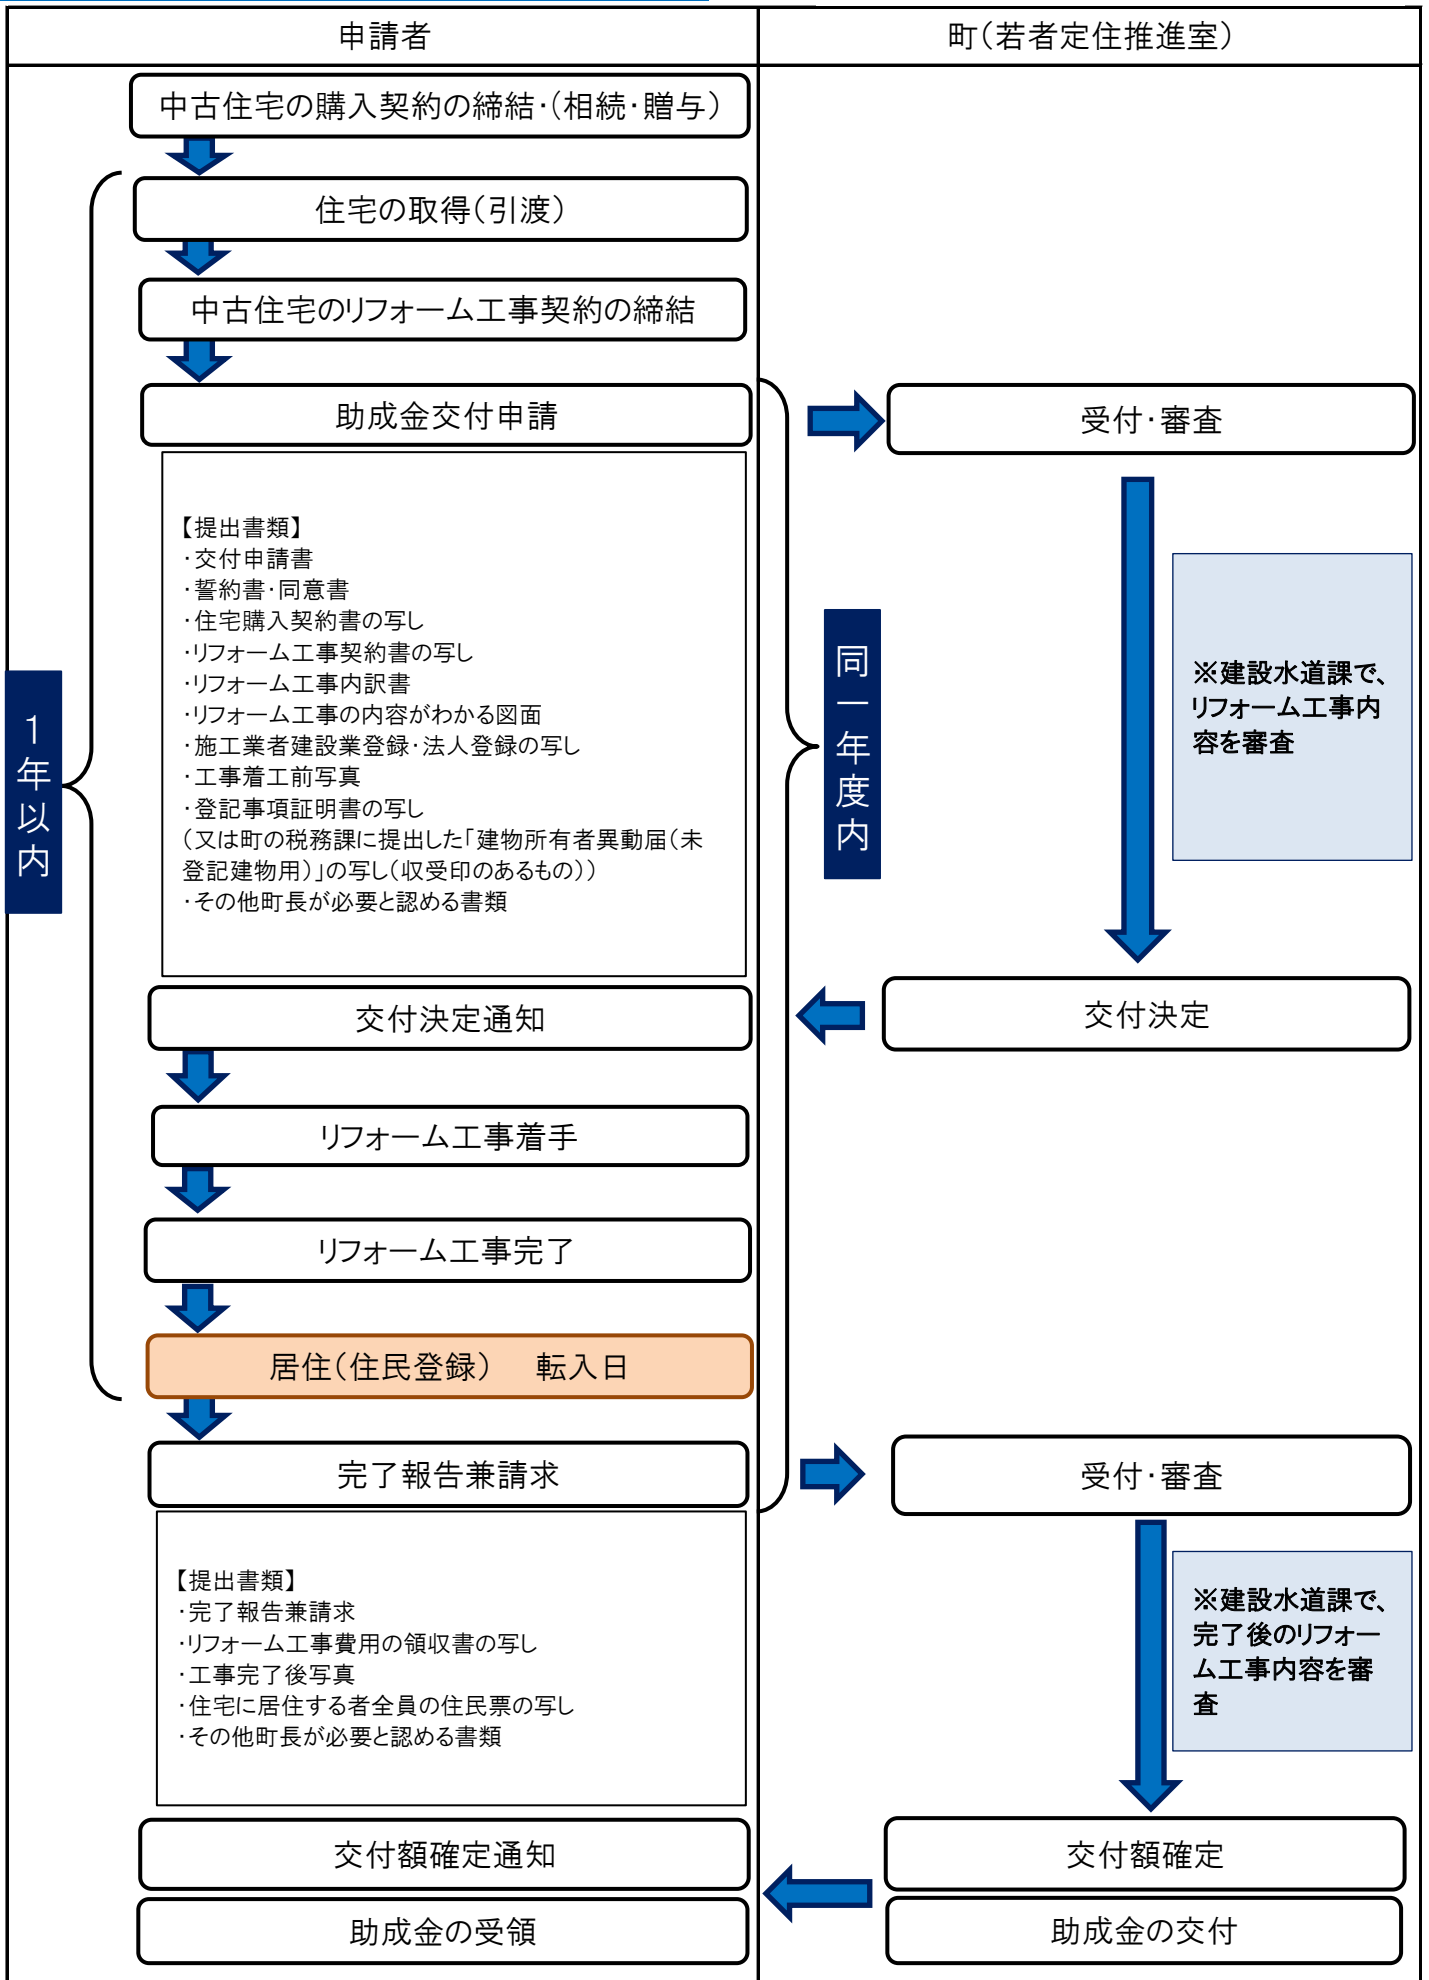 申請者
町（若者定住推進室）
中古住宅の購入契約の締結・（相続・贈与）
住宅の取得（引渡）
中古住宅のリフォーム工事契約の締結
助成金交付申請
受付・審査
【提出書類】
・交付申請書
・誓約書・同意書
・住宅購入契約書の写し
・リフォーム工事契約書の写し
・リフォーム工事内訳書
・リフォーム工事の内容がわかる図面
・施工業者建設業登録・法人登録の写し
・工事着工前写真
・登記事項証明書の写し
（又は町の税務課に提出した「建物所有者異動届（未
登記建物用）」の写し（収受印のあるもの））
・その他町長が必要と認める書類
１年以内
同一年度内
※建設水道課で、
リフォーム工事内
容を審査
交付決定通知
交付決定
リフォーム工事着手
リフォーム工事完了
居住（住民登録）　転入日
完了報告兼請求
受付・審査
【提出書類】
・完了報告兼請求
・リフォーム工事費用の領収書の写し
・工事完了後写真
・住宅に居住する者全員の住民票の写し
・その他町長が必要と認める書類
※建設水道課で、
完了後のリフォー
ム工事内容を審
査
交付額確定通知
交付額確定
助成金の受領
助成金の交付